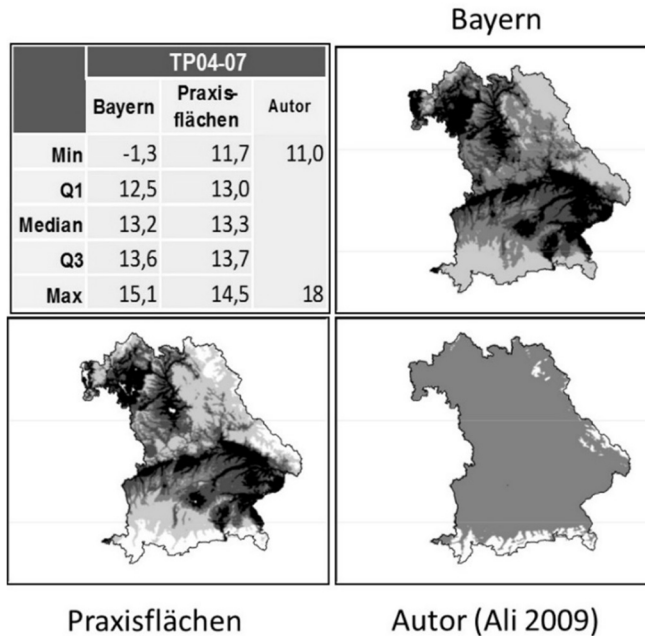 Bayern
TP04-07
Bayern Praxis- flächen Autor
Min -1,3 11,7 11,0
Q1 12,5 13,0
Median 13,2 13,3
Q3 13,6 13,7
Max 15,1 14,5 18
Praxisflächen Autor (Ali 2009)